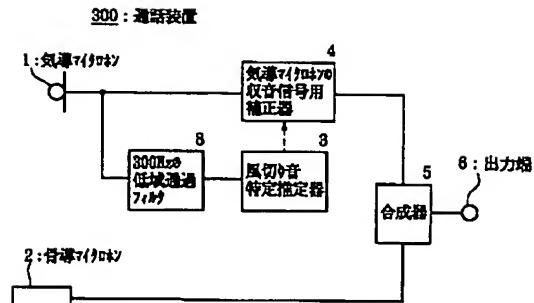 300：通話装置
1：気導マイクロホン
4
気導マイクロホンの
収音信号用
補正器
8
300Hzの
低域通過
フィルタ
3
風切り音
特定推定器
5
合成器
6：出力端
2：骨導マイクロホン